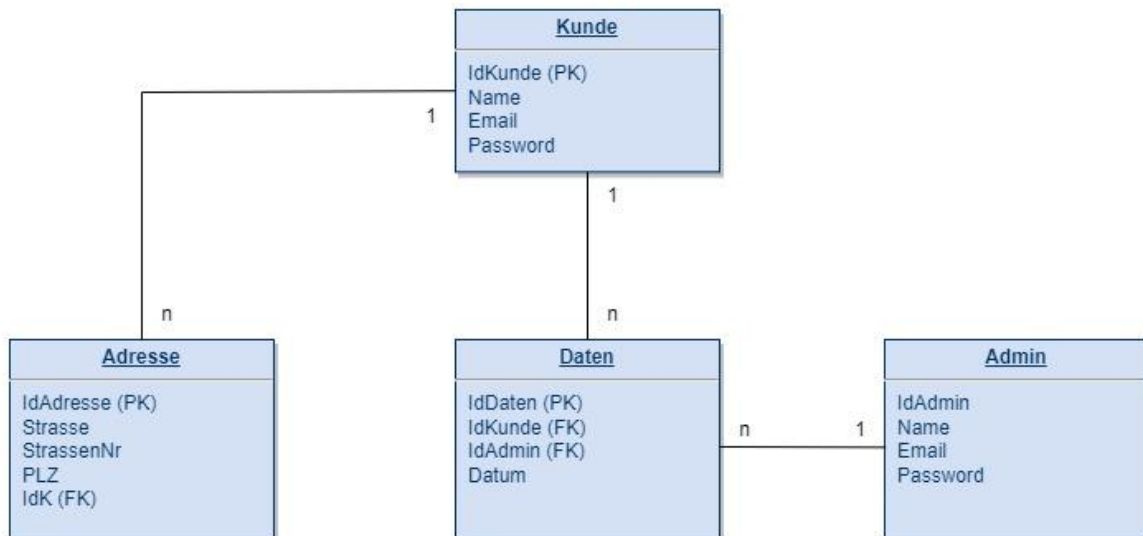 Kunde
IdKunde (PK)
Name
Email
Password
1
1
n
n
Adresse
IdAdresse (PK)
Strasse
StrassenNr
PLZ
IdK (FK)
Daten
IdDaten (PK)
IdKunde (FK)
IdAdmin (FK)
Datum
n
1
Admin
IdAdmin
Name
Email
Password